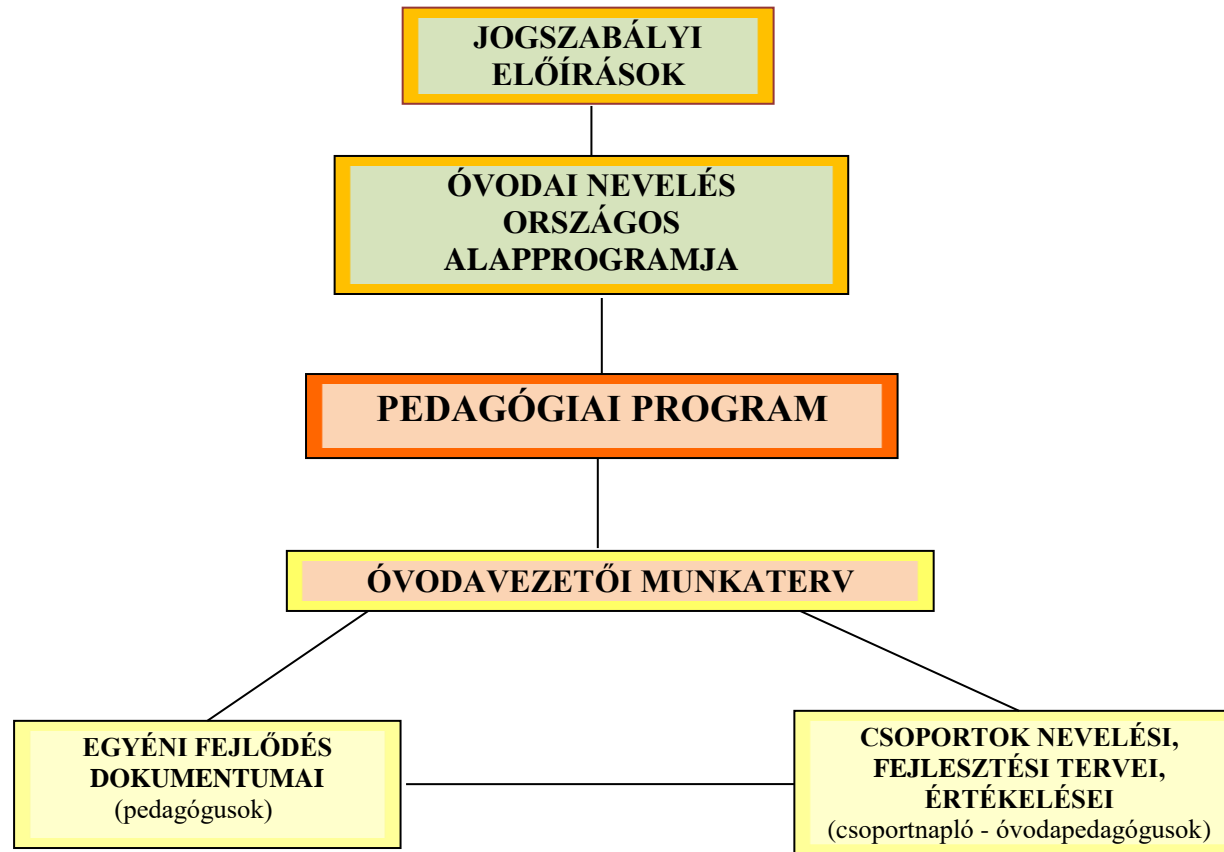 JOGSZABÁLYI
ELŐÍRÁSOK
ÓVODAI NEVELÉS
ORSZÁGOS
ALAPPROGRAMJA
PEDAGÓGIAI PROGRAM
ÓVODAVEZETŐI MUNKATERV
EGYÉNI FEJLŐDÉS
DOKUMENTUMAI
(pedagógusok)
CSOPORTOK NEVELÉSI,
FEJLESZTÉSI TERVEI,
ÉRTÉKELÉSEI
(csoportnapló - óvodapedagógusok)